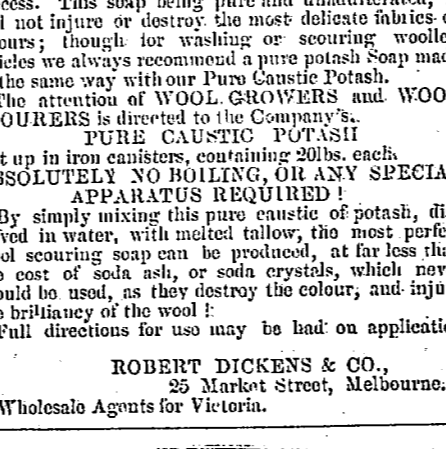 cess. This soap being pure and unadulterated,
l not injure or destroy the most delicate fabrics
ours; though for washing or scouring woolle
icles we always recommend a pure potash Soap mad
the same way with our Pure Caustic Potash.
The attention of WOOL-GROWERS and WOO
OURERS is directed to the Company's.
PURE CAUSTIC POTASH
t up in iron canisters, containing 20lbs. each.
BSOLUTELY NO BOILING, OR ANY SPECIA
APPARATUS REQUIRED!
By simply mixing this pure caustic of potash, di
lved in water, with melted tallow, the most perfe
ol scouring soap can be produced, at far less tha
e cost of soda ash, or soda crystals, which nev
ould be used, as they destroy the colour, and inju
e brilliancy of the wool!
Full directions for use may be had on applicatio
ROBERT DICKENS & CO.,
25 Market Street, Melbourne.
Wholesale Agents for Victoria.